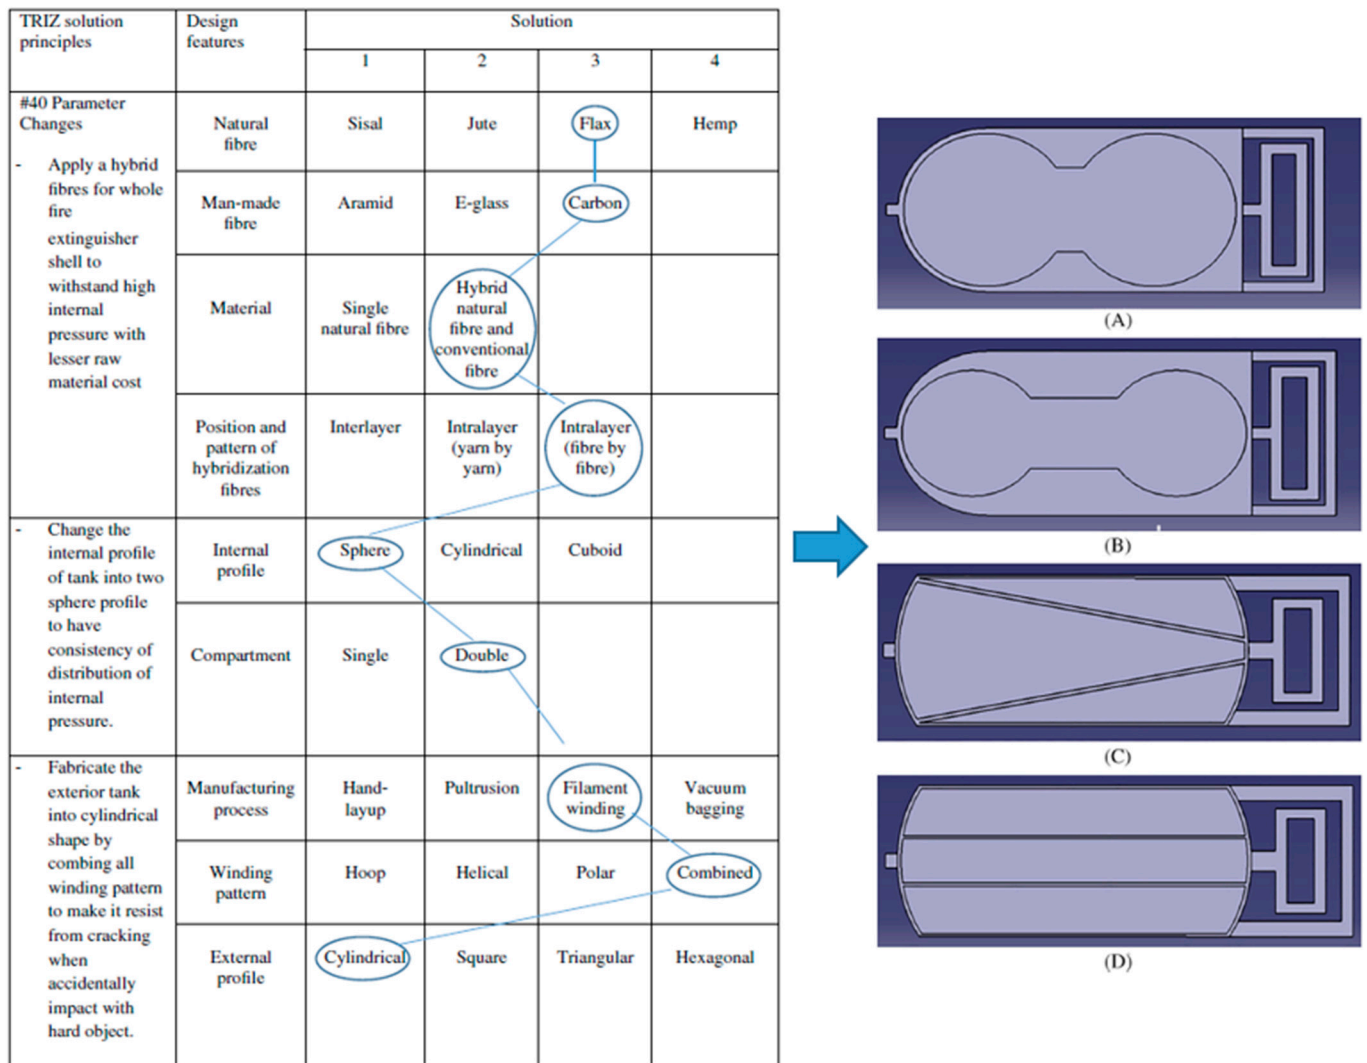 TRIZ solution
principles
Design
features
Solution
1
2
3
4
#40 Parameter
Changes
- Apply a hybrid
fibres for whole
fire
extinguisher
shell to
withstand high
internal
pressure with
lesser raw
material cost
Natural
fibre
Sisal
Jute
Flax
Hemp
Man-made
fibre
Aramid
E-glass
Carbon
Material
Single
natural fibre
Hybrid
natural
fibre and
conventional
fibre
Position and
pattern of
hybridization
fibres
Interlayer
Intralayer
(yarn by
yarn)
Intralayer
(fibre by
fibre)
- Change the
internal profile
of tank into two
sphere profile
to have
consistency of
distribution of
internal
pressure.
Internal
profile
Sphere
Cylindrical
Cuboid
Compartment
Single
Double
- Fabricate the
exterior tank
into cylindrical
shape by
combing all
winding pattern
to make it resist
from cracking
when
accidentally
impact with
hard object.
Manufacturing
process
Hand-
layup
Pultrusion
Filament
winding
Vacuum
bagging
Winding
pattern
Hoop
Helical
Polar
Combined
External
profile
Cylindrical
Square
Triangular
Hexagonal
(A)
(B)
(C)
(D)